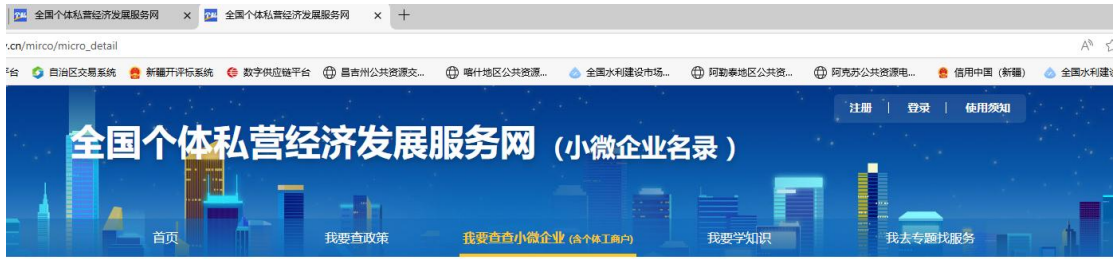 全国个体私营经济发展服务网 × 全国个体私营经济发展服务网 × +
.cn/mirco/micro_detail
平台 自治区交易系统 新疆开评标系统 数字供应链平台 昌吉州公共资源交... 喀什地区公共资源... 全国水利建设市场... 阿勒泰地区公共资... 阿克苏公共资源电... 信用中国（新疆） 全国水利建
注册 | 登录 | 使用须知
全国个体私营经济发展服务网（小微企业名录）
首页 我要查政策 我要查查小微企业（含个体工商户） 我要学知识 我去专题找服务